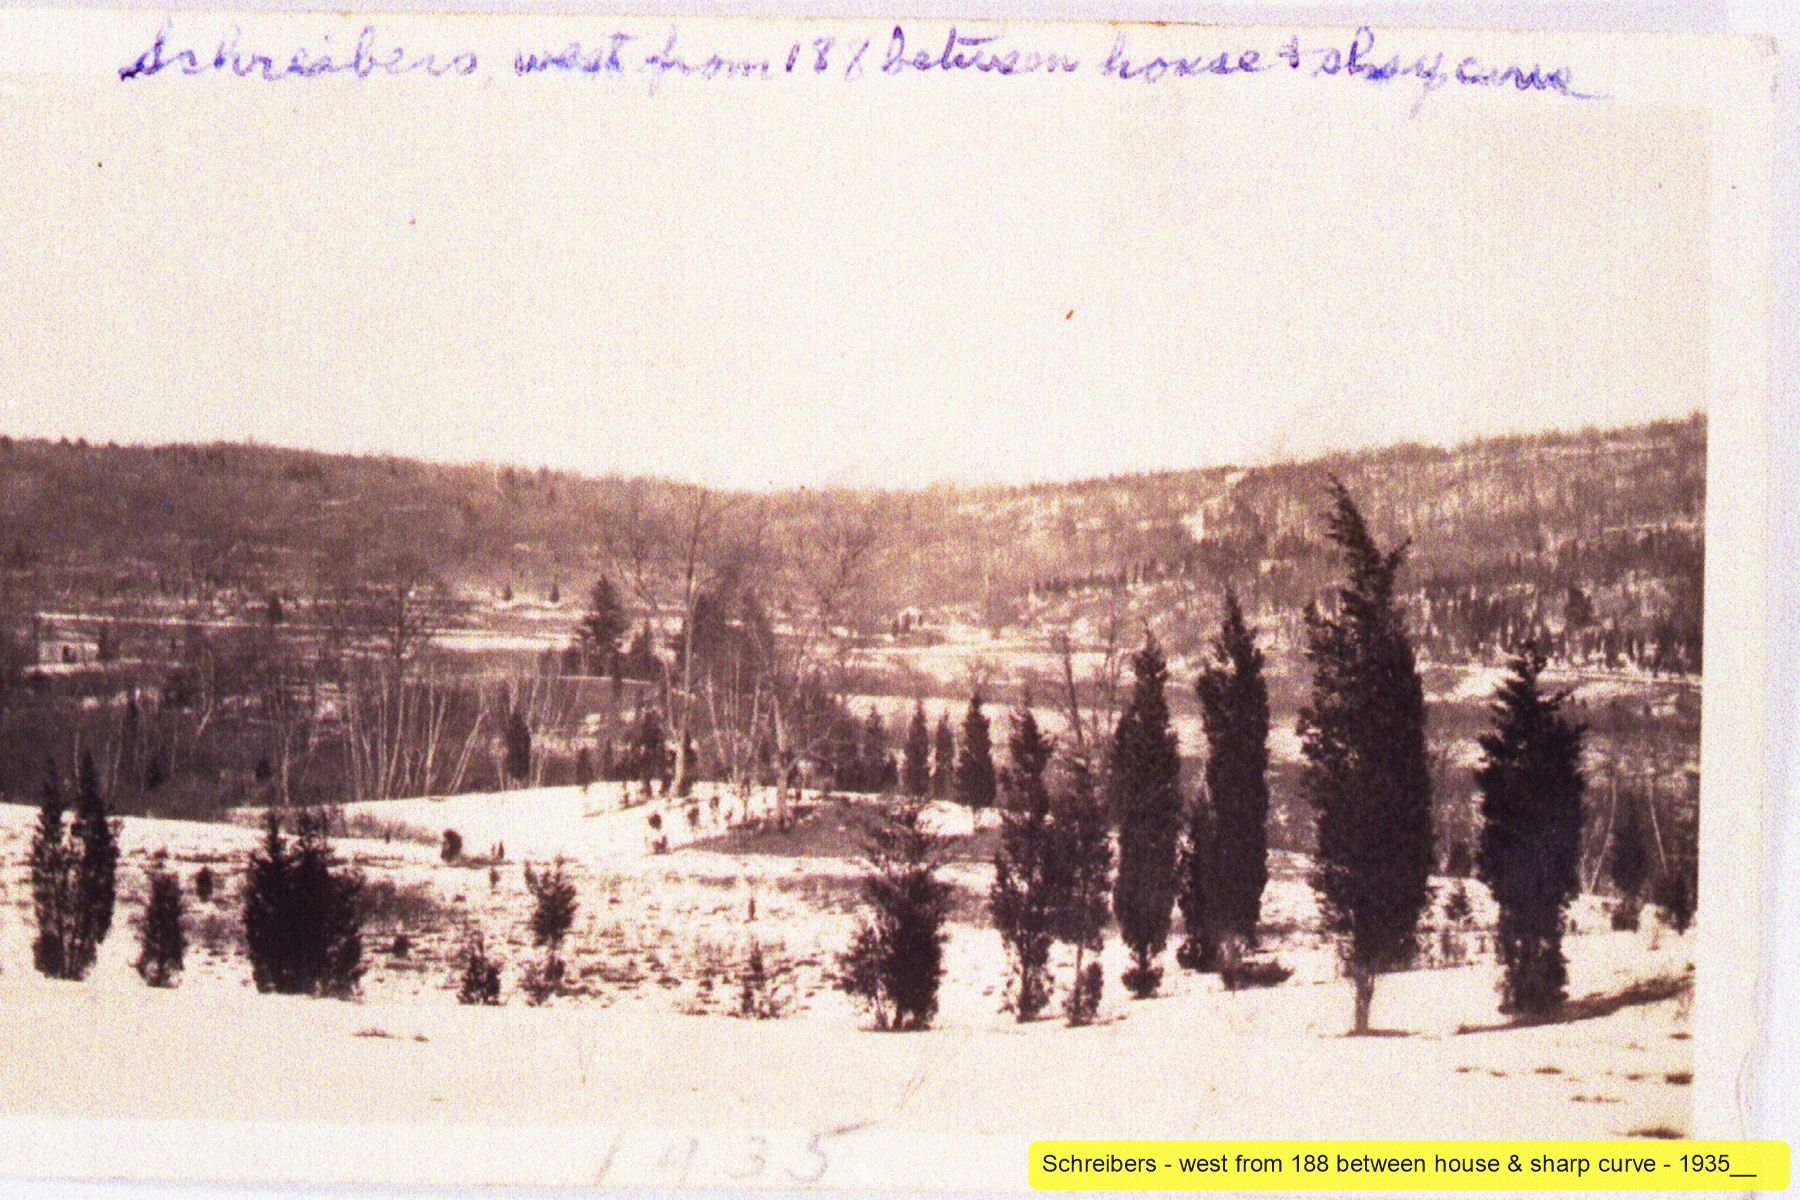 Schreibers, west from 188 between house & sharp curve
1935
Schreibers - west from 188 between house & sharp curve - 1935__